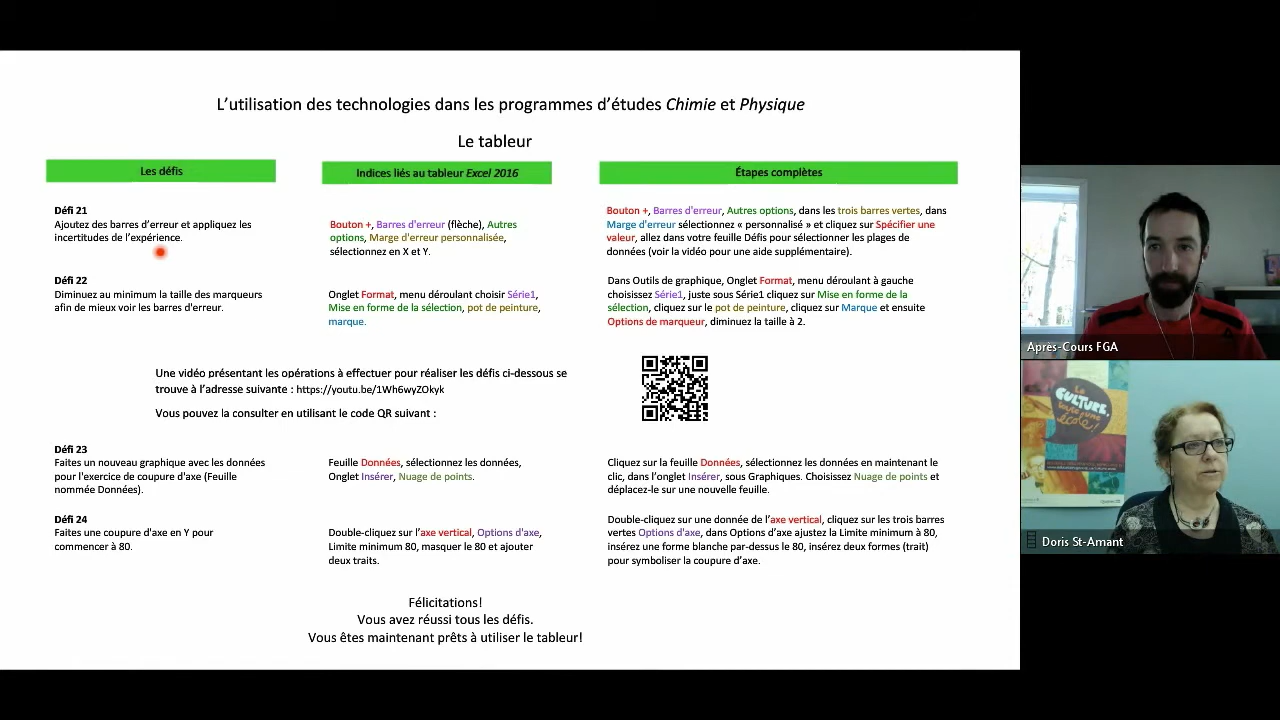 L'utilisation des technologies dans les programmes d'études Chimie et Physique
Le tableur
Les défis
Indices liés au tableur Excel 2016
Étapes complètes
Défi 21
Ajoutez des barres d'erreur et appliquez les
incertitudes de l'expérience.
Bouton +, Barres d'erreur (flèche), Autres
options, Marge d'erreur personnalisée,
sélectionnez en X et Y.
Bouton +, Barres d'erreur, Autres options, dans les trois barres vertes, dans
Marge d'erreur sélectionnez « personnalisé » et cliquez sur Spécifier une
valeur, allez dans votre feuille Défis pour sélectionner les plages de
données (voir la vidéo pour une aide supplémentaire).
Défi 22
Diminuez au minimum la taille des marqueurs
afin de mieux voir les barres d'erreur.
Onglet Format, menu déroulant choisir Série1,
Mise en forme de la sélection, pot de peinture,
marque.
Dans Outils de graphique, Onglet Format, menu déroulant à gauche
choisissez Série1, juste sous Série1 cliquez sur Mise en forme de la
sélection, cliquez sur le pot de peinture, cliquez sur Marque et ensuite
Options de marqueur, diminuez la taille à 2.
Une vidéo présentant les opérations à effectuer pour réaliser les défis ci-dessous se
trouve à l'adresse suivante : https://youtu.be/1Wh6wyZOkyk
Vous pouvez la consulter en utilisant le code QR suivant :
Défi 23
Faites un nouveau graphique avec les données
pour l'exercice de coupure d'axe (Feuille
nommée Données).
Feuille Données, sélectionnez les données,
Onglet Insérer, Nuage de points.
Cliquez sur la feuille Données, sélectionnez les données en maintenant le
clic, dans l'onglet Insérer, sous Graphiques. Choisissez Nuage de points et
déplacez-le sur une nouvelle feuille.
Défi 24
Faites une coupure d'axe en Y pour
commencer à 80.
Double-cliquez sur l'axe vertical, Options d'axe,
Limite minimum 80, masquer le 80 et ajouter
deux traits.
Double-cliquez sur une donnée de l'axe vertical, cliquez sur les trois barres
vertes Options d'axe, dans Options d'axe ajustez la Limite minimum à 80,
insérez une forme blanche par-dessus le 80, insérez deux formes (trait)
pour symboliser la coupure d'axe.
Félicitations!
Vous avez réussi tous les défis.
Vous êtes maintenant prêts à utiliser le tableur!
Après-Cours FGA
La
CULTURE,
école!
Doris St-Amant